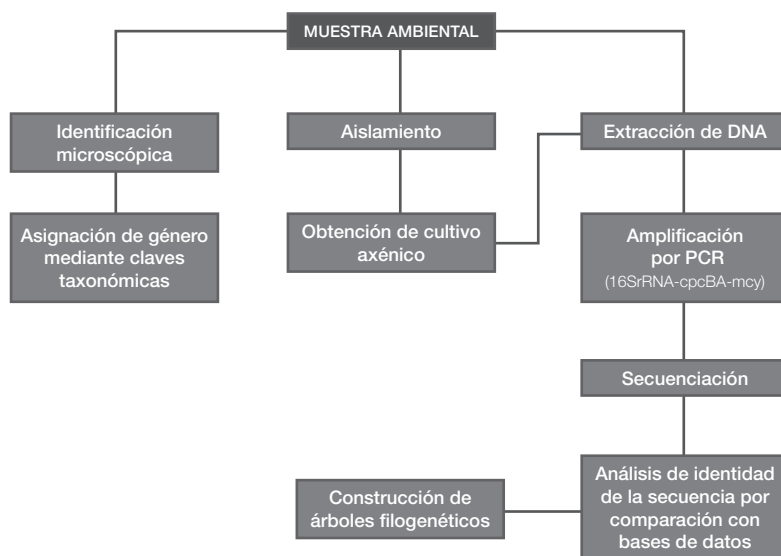 MUESTRA AMBIENTAL
Identificación
microscópica
Aislamiento
Extracción de DNA
Asignación de género
mediante claves
taxonómicas
Obtención de cultivo
axénico
Amplificación
por PCR
(16SrRNA-cpcBA-mcy)
Secuenciación
Análisis de identidad
de la secuencia por
comparación con
bases de datos
Construcción de
árboles filogenéticos